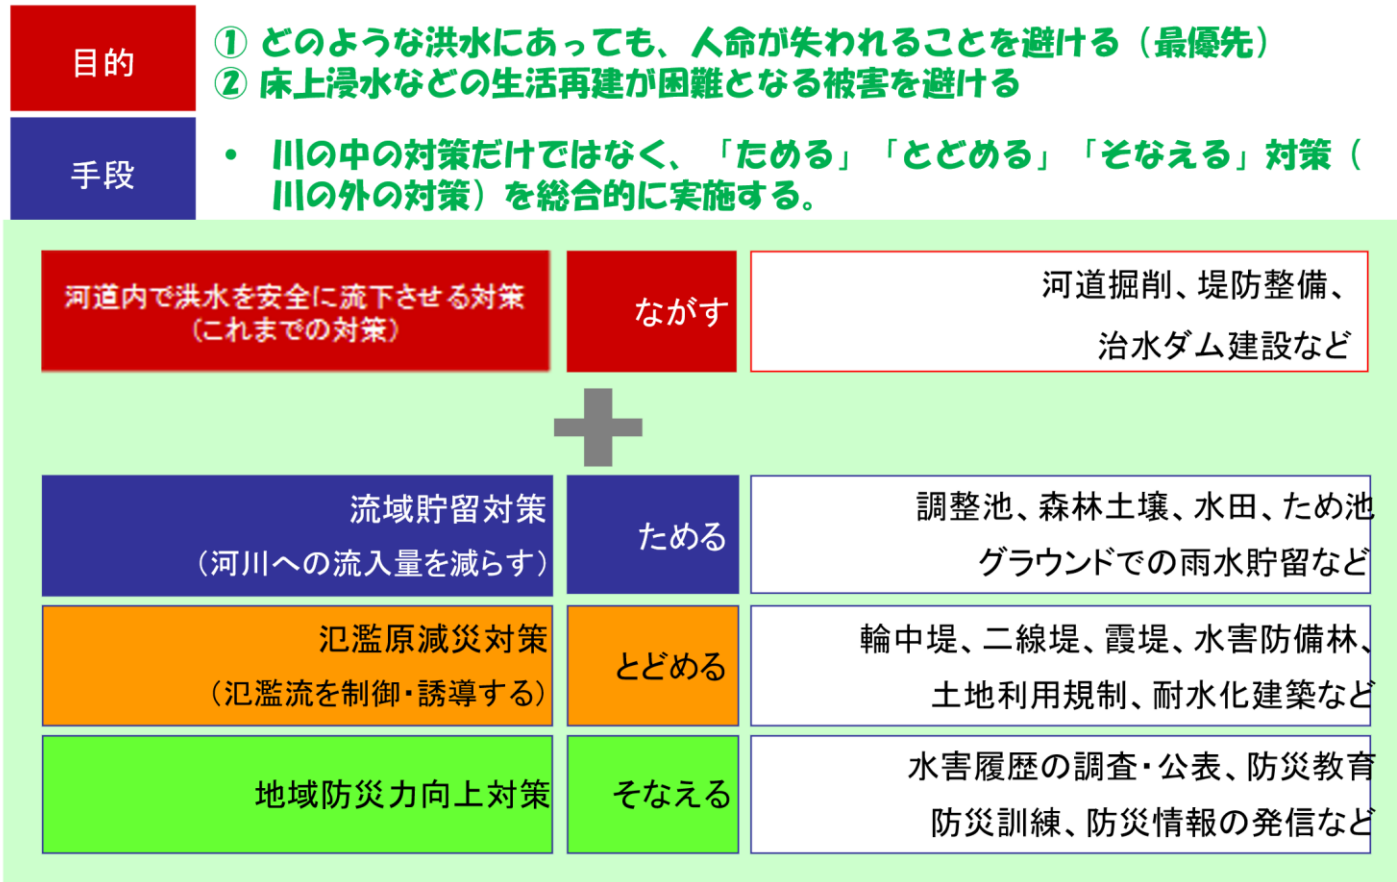 目的
① どのような洪水にあっても、人命が失われることを避ける（最優先）
② 床上浸水などの生活再建が困難となる被害を避ける
手段
• 川の中の対策だけではなく、「ためる」「とどめる」「そなえる」対策（
川の外の対策）を総合的に実施する。
河道内で洪水を安全に流下させる対策
（これまでの対策）
ながす
河道掘削、堤防整備、
治水ダム建設など
流域貯留対策
（河川への流入量を減らす）
ためる
調整池、森林土壌、水田、ため池
グラウンドでの雨水貯留など
氾濫原減災対策
（氾濫流を制御・誘導する）
とどめる
輪中堤、二線堤、霞堤、水害防備林、
土地利用規制、耐水化建築など
地域防災力向上対策
そなえる
水害履歴の調査・公表、防災教育
防災訓練、防災情報の発信など